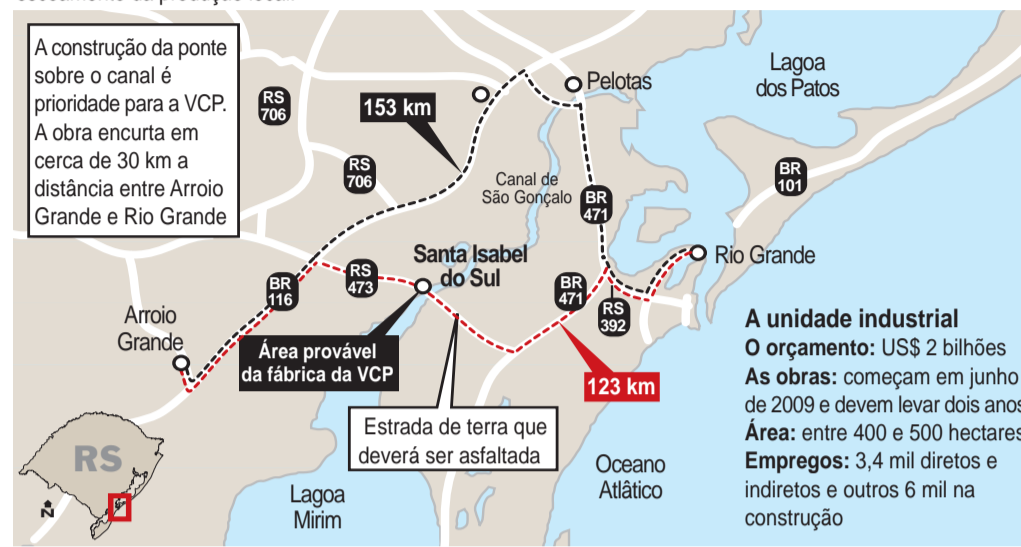 A construção da ponte
sobre o canal é
prioridade para a VCP.
A obra encurta em
cerca de 30 km a
distância entre Arroio
Grande e Rio Grande
RS
706
153 km
Pelotas
Lagoa
dos Patos
RS
706
BR
101
Canal de
São Gonçalo
BR
471
Santa Isabel
do Sul
Rio Grande
BR
116
RS
473
BR
471
RS
392
Arroio
Grande
Área provável
da fábrica da VCP
123 km
Estrada de terra que
deverá ser asfaltada
A unidade industrial
O orçamento: US$ 2 bilhões
As obras: começam em junho
de 2009 e devem levar dois anos
Área: entre 400 e 500 hectares
Empregos: 3,4 mil diretos e
indiretos e outros 6 mil na
construção
Oceano
Atlâtico
Lagoa
Mirim
RS
N